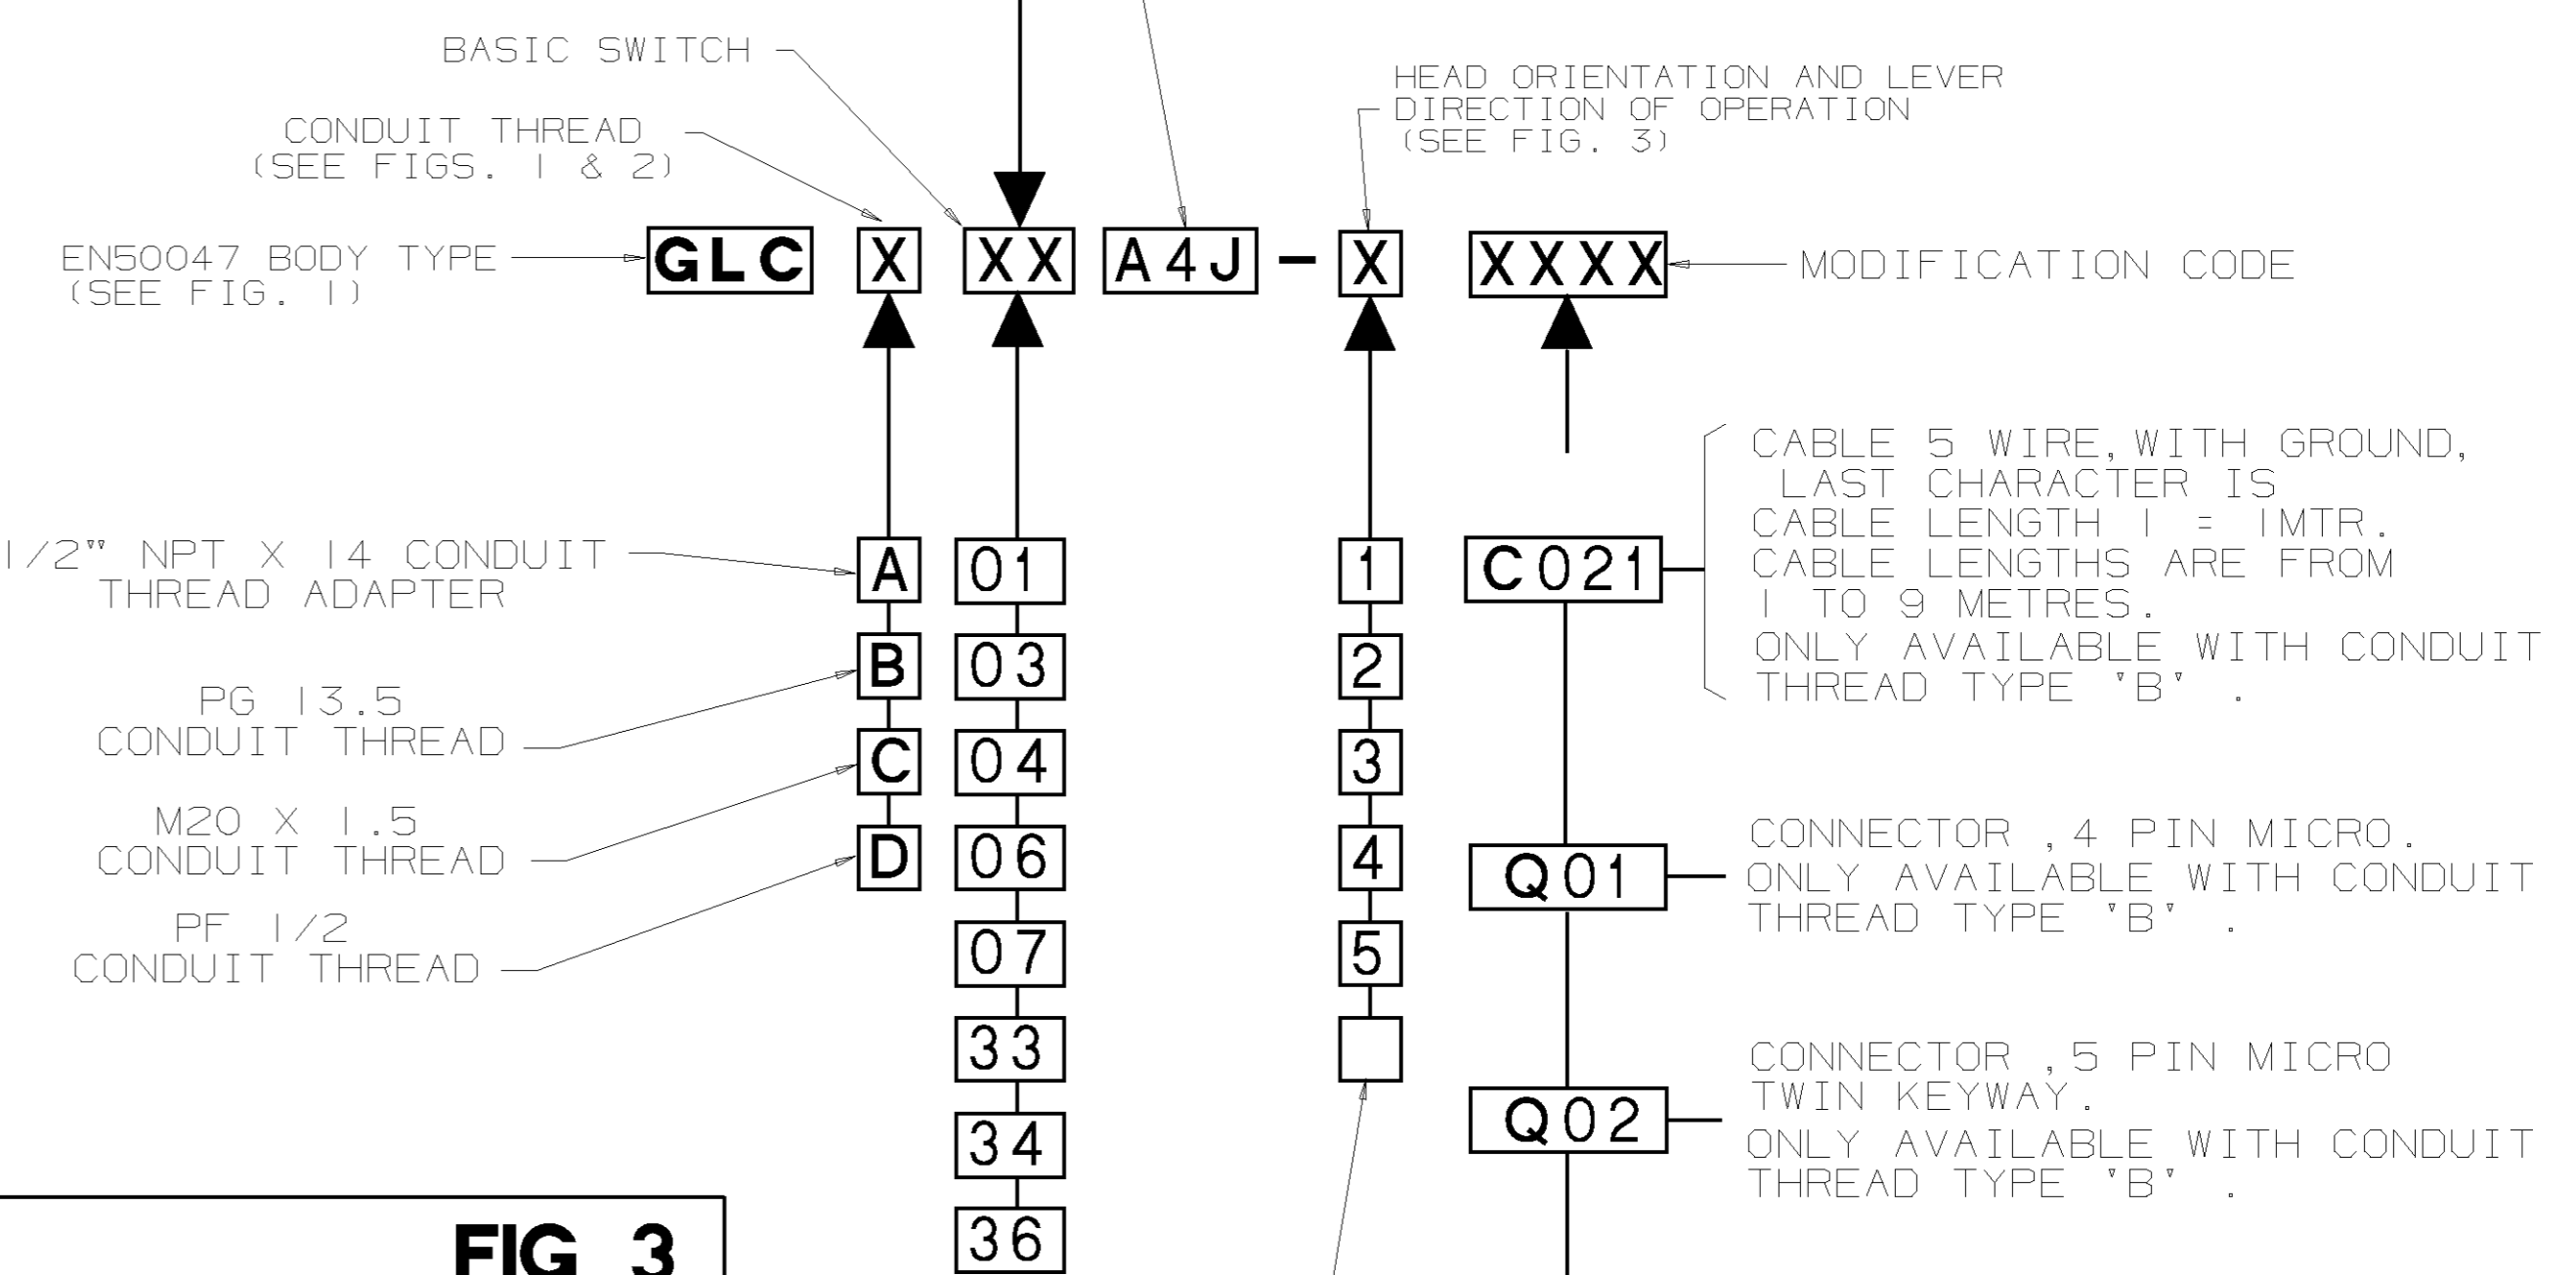 BASIC SWITCH
HEAD ORIENTATION AND LEVER
DIRECTION OF OPERATION
(SEE FIG. 3)
CONDUIT THREAD
(SEE FIGS. 1 & 2)
EN50047 BODY TYPE
(SEE FIG. 1)
GLC X XX A4J - X XXXX
MODIFICATION CODE
1/2" NPT X 14 CONDUIT
THREAD ADAPTER
PG 13.5
CONDUIT THREAD
M20 X 1.5
CONDUIT THREAD
PF 1/2
CONDUIT THREAD
A
B
C
D
01
03
04
06
07
33
34
36
1
2
3
4
5
C021
CABLE 5 WIRE, WITH GROUND,
LAST CHARACTER IS
CABLE LENGTH 1 = 1MTR.
CABLE LENGTHS ARE FROM
1 TO 9 METRES.
ONLY AVAILABLE WITH CONDUIT
THREAD TYPE 'B' .
Q01
CONNECTOR ,4 PIN MICRO.
ONLY AVAILABLE WITH CONDUIT
THREAD TYPE 'B' .
Q02
CONNECTOR ,5 PIN MICRO
TWIN KEYWAY.
ONLY AVAILABLE WITH CONDUIT
THREAD TYPE 'B' .
FIG 3